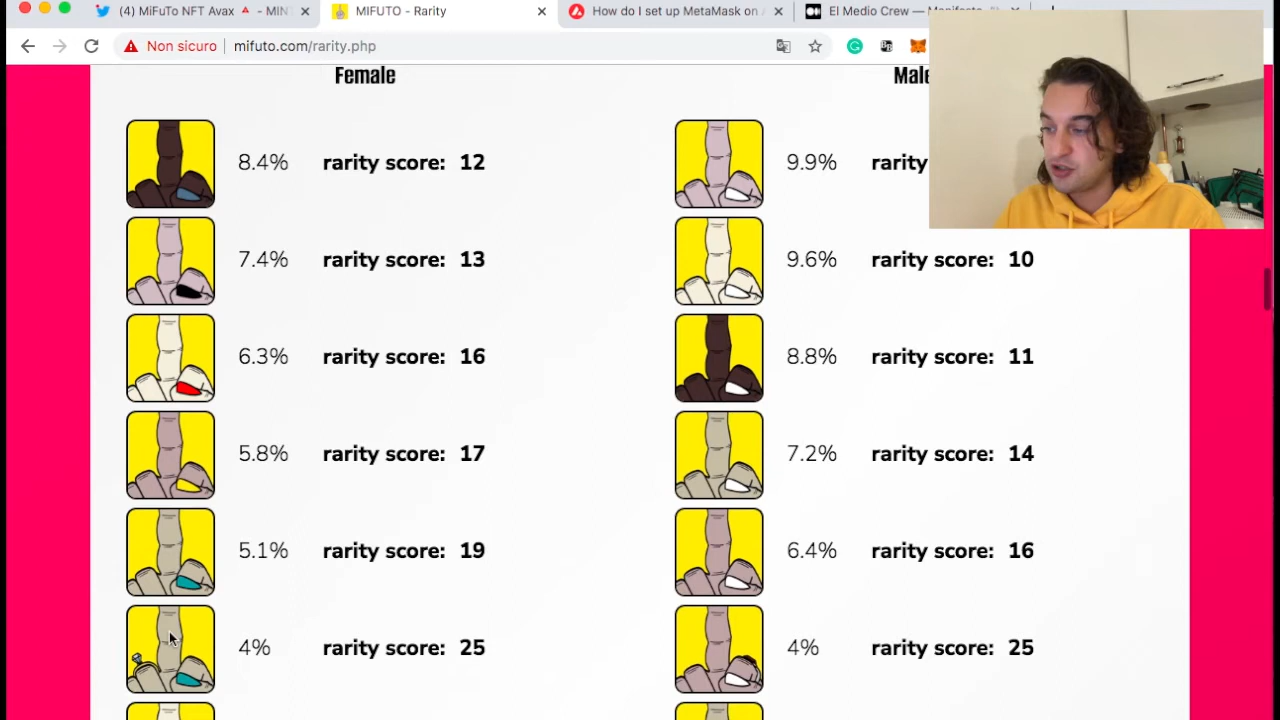 (4) MiFuTo NFT Avax 🔺 - MIN
MIFUTO - Rarity
How do I set up MetaMask on
El Medio Crew — Manifesto
Non sicuro
mifuto.com/rarity.php
Female
Male
8.4% rarity score: 12
9.9% rarity
7.4% rarity score: 13
9.6% rarity score: 10
6.3% rarity score: 16
8.8% rarity score: 11
5.8% rarity score: 17
7.2% rarity score: 14
5.1% rarity score: 19
6.4% rarity score: 16
4% rarity score: 25
4% rarity score: 25